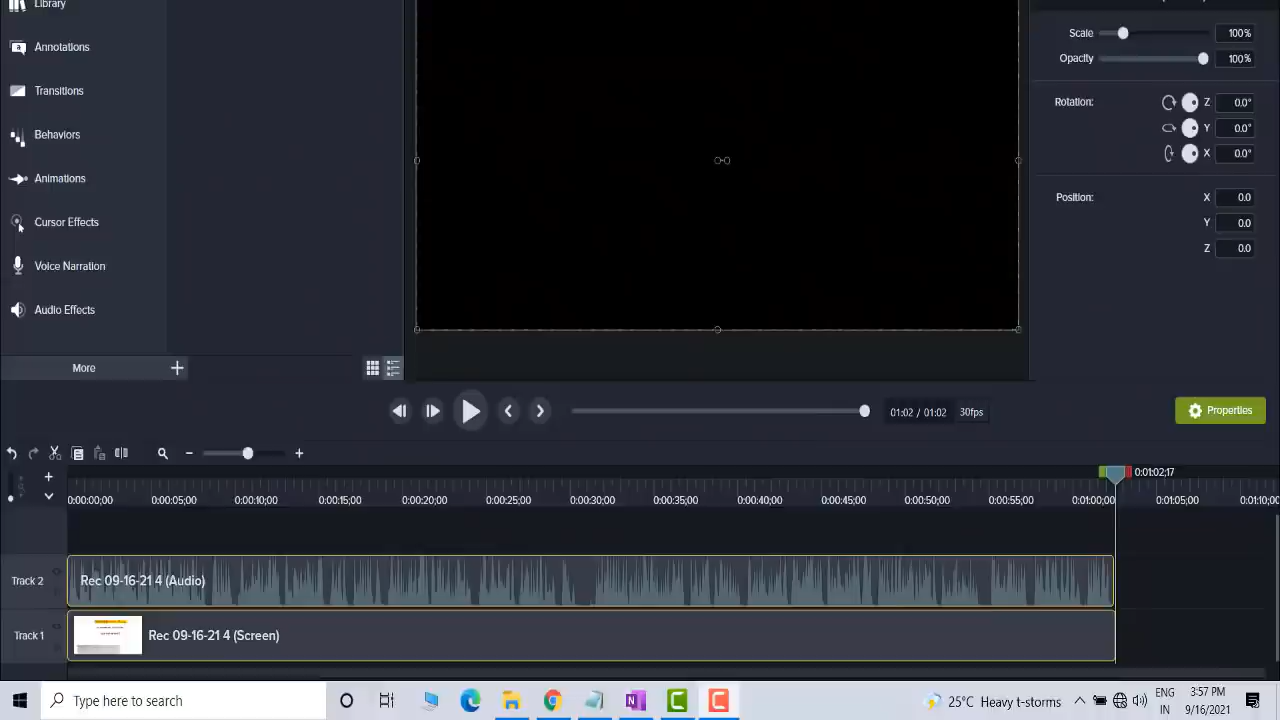 Library
Annotations
Transitions
Behaviors
Animations
Cursor Effects
Voice Narration
Audio Effects
More
Scale 100%
Opacity 100%
Rotation: Z 0.0°
Y 0.0°
X 0.0°
Position: X 0.0
Y 0.0
Z 0.0
01:02 / 01:02 30fps
Properties
0:01:02;17
0:00:00;00 0:00:05;00 0:00:10;00 0:00:15;00 0:00:20;00 0:00:25;00 0:00:30;00 0:00:35;00 0:00:40;00 0:00:45;00 0:00:50;00 0:00:55;00 0:01:00;00 0:01:05;00 0:01:10;00
Track 2 Rec 09-16-21 4 (Audio)
Track 1 Rec 09-16-21 4 (Screen)
Type here to search
25°C Heavy t-storms
ENG
IN
3:57 PM
9/16/2021